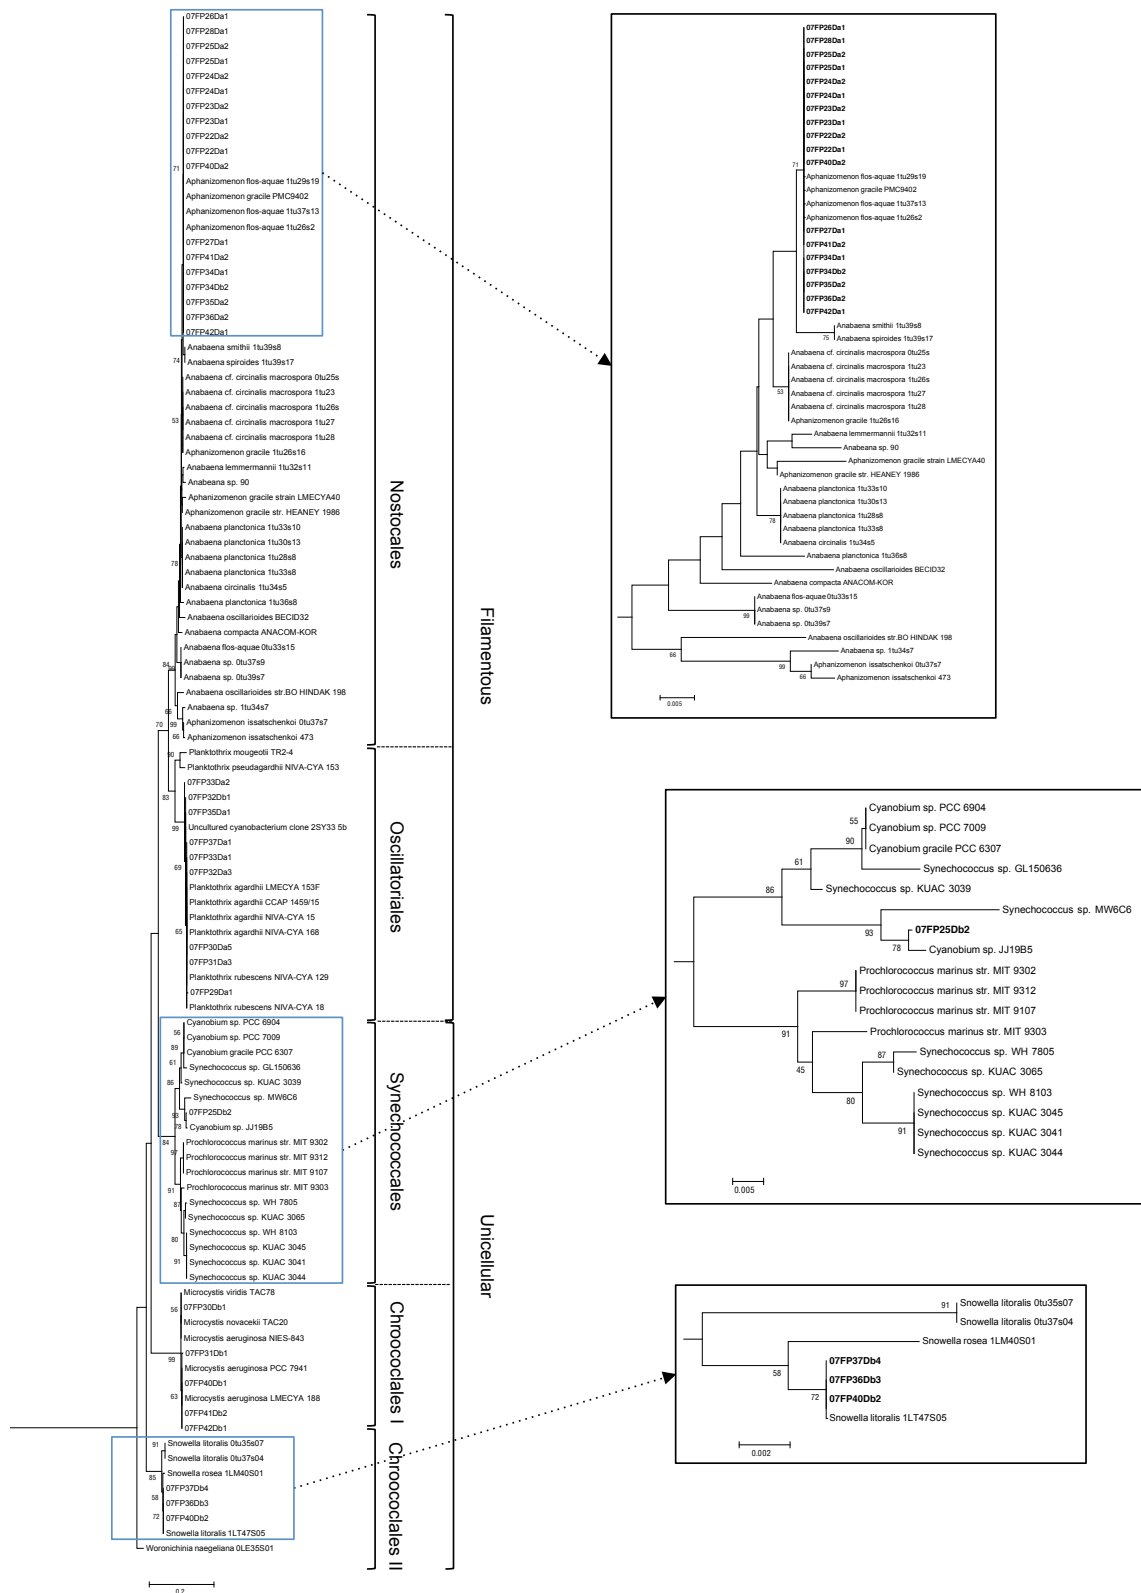 07FP26Da1
07FP28Da1
07FP25Da2
07FP25Da1
07FP24Da2
07FP24Da1
07FP23Da2
07FP23Da1
07FP22Da2
07FP22Da1
07FP40Da2
71
Aphanizomenon flos-aquae 1tu29s19
Aphanizomenon gracile PMC9402
Aphanizomenon flos-aquae 1tu37s13
Aphanizomenon flos-aquae 1tu26s2
07FP27Da1
07FP41Da2
07FP34Da1
07FP34Db2
07FP35Da2
07FP36Da2
07FP42Da1
Anabaena smithii 1tu39s8
74
Anabaena spiroides 1tu39s17
Anabaena cf. circinalis macrospora 0tu25s
Anabaena cf. circinalis macrospora 1tu23
Anabaena cf. circinalis macrospora 1tu26s
53
Anabaena cf. circinalis macrospora 1tu27
Anabaena cf. circinalis macrospora 1tu28
Aphanizomenon gracile 1tu26s16
Anabaena lemmermannii 1tu32s11
Anabeana sp. 90
Aphanizomenon gracile strain LMECYA40
Aphanizomenon gracile str. HEANEY 1986
Anabaena planctonica 1tu33s10
Anabaena planctonica 1tu30s13
Anabaena planctonica 1tu28s8
78
Anabaena planctonica 1tu33s8
Anabaena circinalis 1tu34s5
Anabaena planctonica 1tu36s8
Anabaena oscillarioides BECID32
Anabaena compacta ANACOM-KOR
Anabaena flos-aquae 0tu33s15
84
99
Anabaena sp. 0tu37s9
Anabaena sp. 0tu39s7
Anabaena oscillarioides str.BO HINDAK 198
66
Anabaena sp. 1tu34s7
70
99
Aphanizomenon issatschenkoi 0tu37s7
66
Aphanizomenon issatschenkoi 473
90
Planktothrix mougeotii TR2-4
Planktothrix pseudagardhii NIVA-CYA 153
07FP33Da2
83
07FP32Db1
07FP35Da1
99
Uncultured cyanobacterium clone 2SY33 5b
07FP37Da1
07FP33Da1
69
07FP32Da3
Planktothrix agardhii LMECYA 153F
Planktothrix agardhii CCAP 1459/15
Planktothrix agardhii NIVA-CYA 15
65
Planktothrix agardhii NIVA-CYA 168
07FP30Da5
07FP31Da3
Planktothrix rubescens NIVA-CYA 129
07FP29Da1
Planktothrix rubescens NIVA-CYA 18
Cyanobium sp. PCC 6904
56
Cyanobium sp. PCC 7009
89
Cyanobium gracile PCC 6307
61
Synechococcus sp. GL150636
86
Synechococcus sp. KUAC 3039
Synechococcus sp. MW6C6
93
07FP25Db2
78
Cyanobium sp. JJ19B5
84
Prochlorococcus marinus str. MIT 9302
97
Prochlorococcus marinus str. MIT 9312
Prochlorococcus marinus str. MIT 9107
91
Prochlorococcus marinus str. MIT 9303
87
Synechococcus sp. WH 7805
Synechococcus sp. KUAC 3065
80
Synechococcus sp. WH 8103
Synechococcus sp. KUAC 3045
91
Synechococcus sp. KUAC 3041
Synechococcus sp. KUAC 3044
Microcystis viridis TAC78
56
07FP30Db1
Microcystis novacekii TAC20
Microcystis aeruginosa NIES-843
99
07FP31Db1
Microcystis aeruginosa PCC 7941
07FP40Db1
63
Microcystis aeruginosa LMECYA 188
07FP41Db2
07FP42Db1
91
Snowella litoralis 0tu35s07
Snowella litoralis 0tu37s04
85
Snowella rosea 1LM40S01
07FP37Db4
58
07FP36Db3
72
07FP40Db2
Snowella litoralis 1LT47S05
Woronichinia naegeliana 0LE35S01
0.2
Nostocales
Oscillatoriales
Synechococcales
Chroococlales I
Chroococlales II
Filamentous
Unicellular
07FP26Da1
07FP28Da1
07FP25Da2
07FP25Da1
07FP24Da2
07FP24Da1
07FP23Da2
07FP23Da1
07FP22Da2
07FP22Da1
07FP40Da2
71
Aphanizomenon flos-aquae 1tu29s19
Aphanizomenon gracile PMC9402
Aphanizomenon flos-aquae 1tu37s13
Aphanizomenon flos-aquae 1tu26s2
07FP27Da1
07FP41Da2
07FP34Da1
07FP34Db2
07FP35Da2
07FP36Da2
07FP42Da1
Anabaena smithii 1tu39s8
75
Anabaena spiroides 1tu39s17
Anabaena cf. circinalis macrospora 0tu25s
Anabaena cf. circinalis macrospora 1tu23
Anabaena cf. circinalis macrospora 1tu26s
53
Anabaena cf. circinalis macrospora 1tu27
Anabaena cf. circinalis macrospora 1tu28
Aphanizomenon gracile 1tu26s16
Anabaena lemmermannii 1tu32s11
Anabeana sp. 90
Aphanizomenon gracile strain LMECYA40
Aphanizomenon gracile str. HEANEY 1986
Anabaena planctonica 1tu33s10
Anabaena planctonica 1tu30s13
Anabaena planctonica 1tu28s8
78
Anabaena planctonica 1tu33s8
Anabaena circinalis 1tu34s5
Anabaena planctonica 1tu36s8
Anabaena oscillarioides BECID32
Anabaena compacta ANACOM-KOR
Anabaena flos-aquae 0tu33s15
99
Anabaena sp. 0tu37s9
Anabaena sp. 0tu39s7
Anabaena oscillarioides str.BO HINDAK 198
66
Anabaena sp. 1tu34s7
99
Aphanizomenon issatschenkoi 0tu37s7
66
Aphanizomenon issatschenkoi 473
0.005
Cyanobium sp. PCC 6904
55
Cyanobium sp. PCC 7009
90
Cyanobium gracile PCC 6307
61
Synechococcus sp. GL150636
86
Synechococcus sp. KUAC 3039
Synechococcus sp. MW6C6
93
07FP25Db2
78
Cyanobium sp. JJ19B5
Prochlorococcus marinus str. MIT 9302
97
Prochlorococcus marinus str. MIT 9312
Prochlorococcus marinus str. MIT 9107
91
Prochlorococcus marinus str. MIT 9303
87
Synechococcus sp. WH 7805
45
Synechococcus sp. KUAC 3065
80
Synechococcus sp. WH 8103
Synechococcus sp. KUAC 3045
91
Synechococcus sp. KUAC 3041
Synechococcus sp. KUAC 3044
0.005
91
Snowella litoralis 0tu35s07
Snowella litoralis 0tu37s04
Snowella rosea 1LM40S01
58
07FP37Db4
07FP36Db3
72
07FP40Db2
Snowella litoralis 1LT47S05
0.002